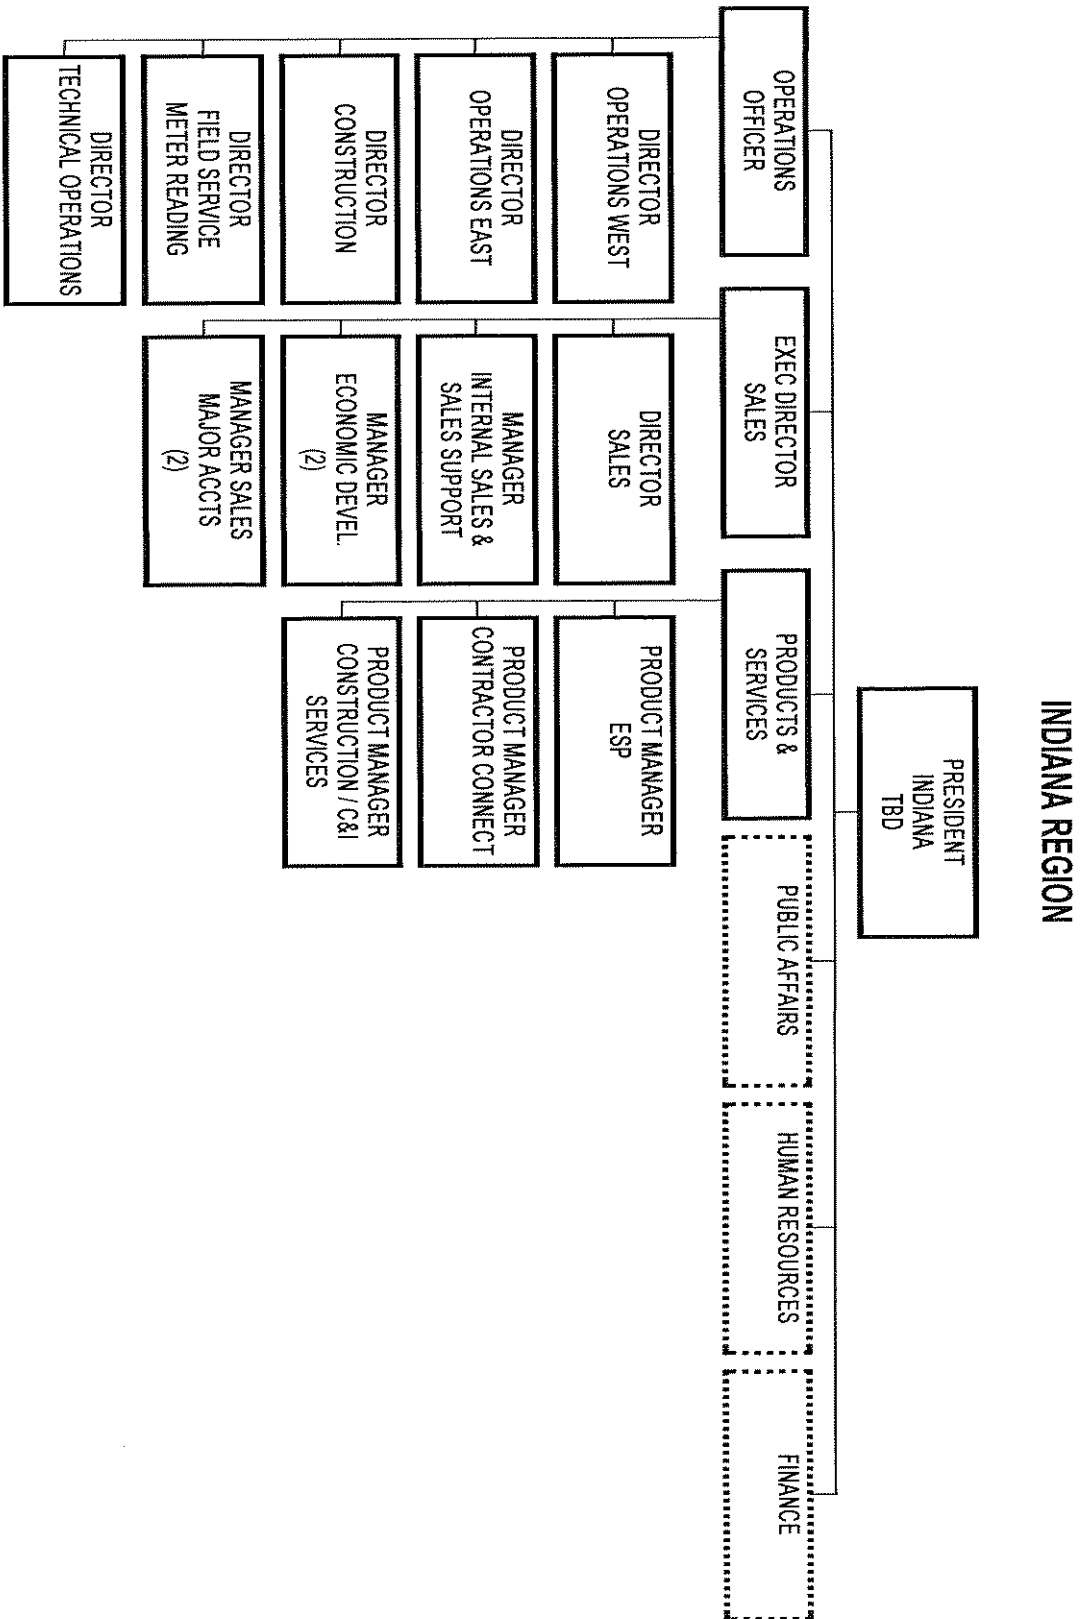 INDIANA REGION
PRESIDENT
INDIANA
TBD
OPERATIONS
OFFICER
EXEC DIRECTOR
SALES
PRODUCTS &
SERVICES
PUBLIC AFFAIRS
HUMAN RESOURCES
FINANCE
DIRECTOR
OPERATIONS WEST
DIRECTOR
OPERATIONS EAST
DIRECTOR
CONSTRUCTION
DIRECTOR
FIELD SERVICE
METER READING
DIRECTOR
TECHNICAL OPERATIONS
DIRECTOR
SALES
MANAGER
INTERNAL SALES &
SALES SUPPORT
MANAGER
ECONOMIC DEVEL.
(2)
MANAGER SALES
MAJOR ACCTS
(2)
PRODUCT MANAGER
ESP
PRODUCT MANAGER
CONTRACTOR CONNECT
PRODUCT MANAGER
CONSTRUCTION / C&I
SERVICES